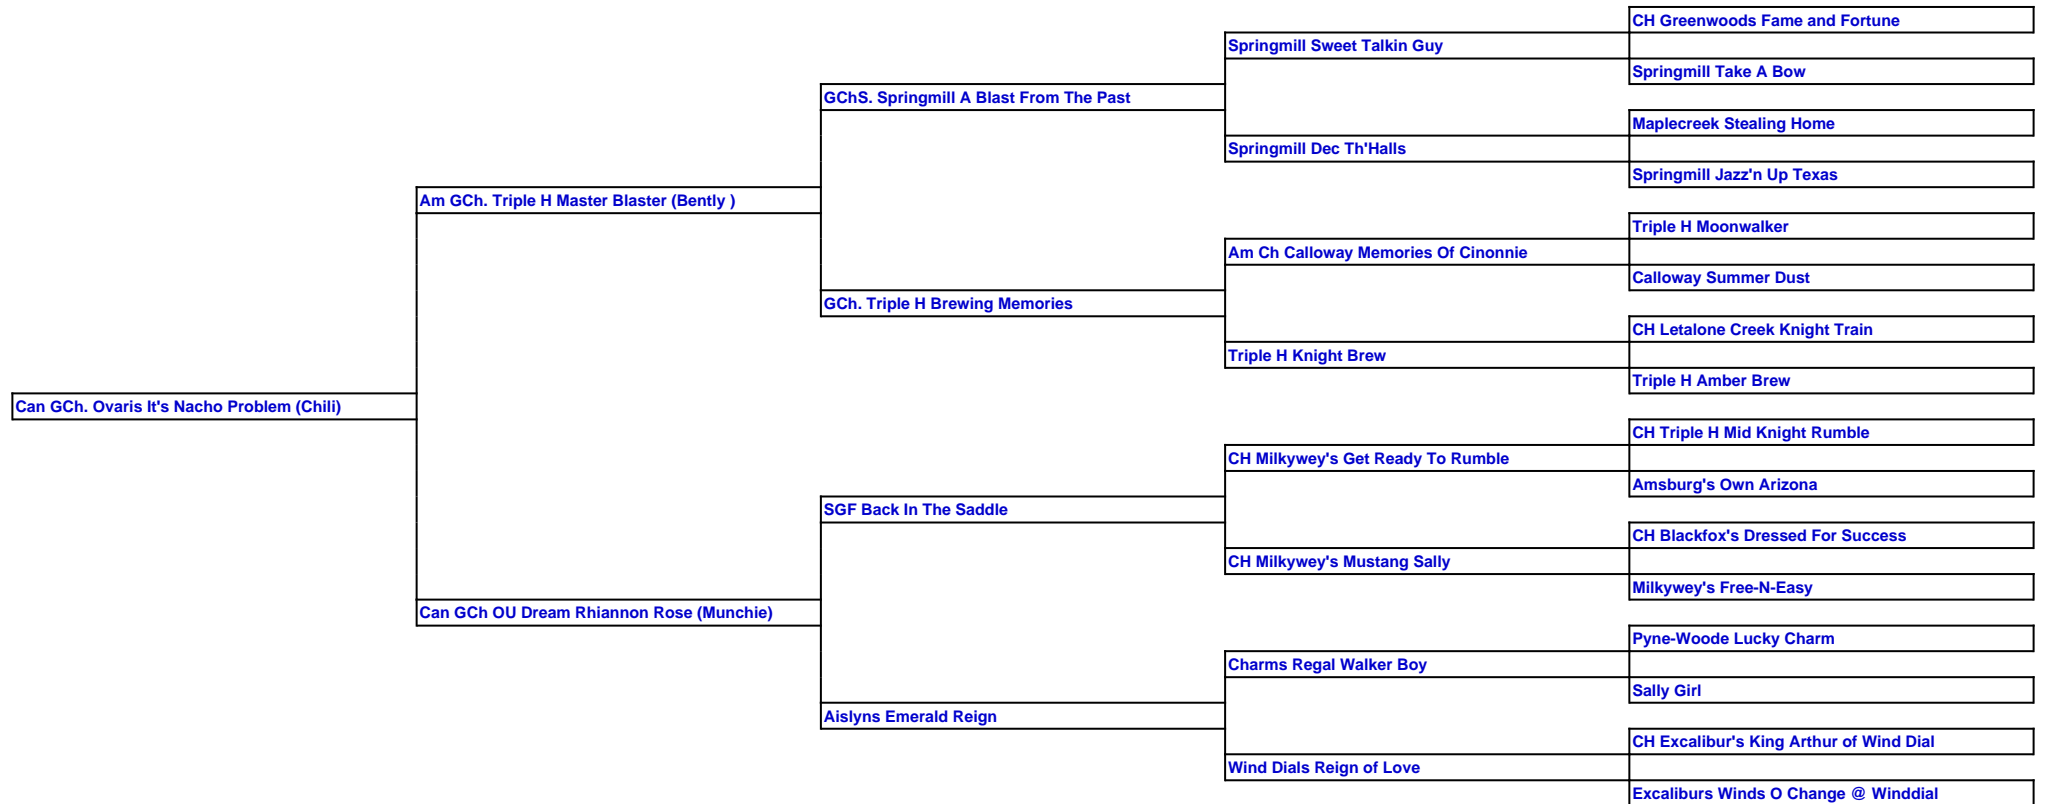 CH Greenwoods Fame and Fortune
Springmill Sweet Talkin Guy
Springmill Take A Bow
GChS. Springmill A Blast From The Past
Maplecreek Stealing Home
Springmill Dec Th'Halls
Springmill Jazz'n Up Texas
Am GCh. Triple H Master Blaster (Bently )
Triple H Moonwalker
Am Ch Calloway Memories Of Cinonnie
Calloway Summer Dust
GCh. Triple H Brewing Memories
CH Letalone Creek Knight Train
Triple H Knight Brew
Triple H Amber Brew
Can GCh. Ovaris It's Nacho Problem (Chili)
CH Triple H Mid Knight Rumble
CH Milkywey's Get Ready To Rumble
Amsburg's Own Arizona
SGF Back In The Saddle
CH Blackfox's Dressed For Success
CH Milkywey's Mustang Sally
Milkywey's Free-N-Easy
Can GCh OU Dream Rhiannon Rose (Munchie)
Pyne-Woode Lucky Charm
Charms Regal Walker Boy
Sally Girl
Aislyns Emerald Reign
CH Excalibur's King Arthur of Wind Dial
Wind Dials Reign of Love
Excaliburs Winds O Change @ Winddial